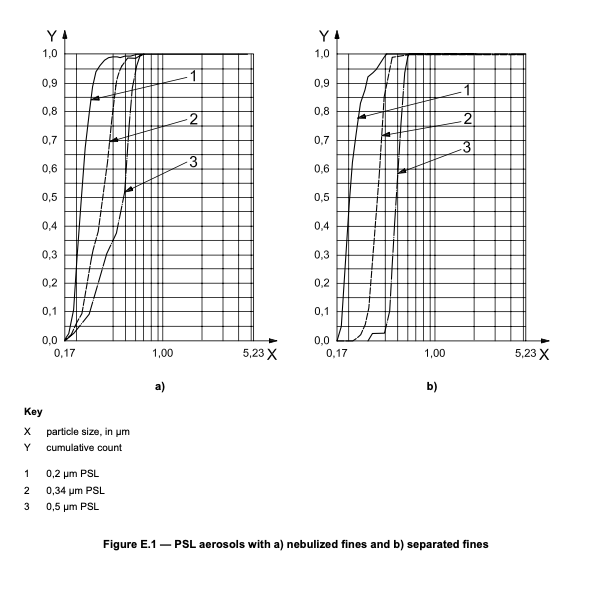 Y
1,0
0,9
0,8
0,7
0,6
0,5
0,4
0,3
0,2
0,1
0,0
0,17
1,00
5,23
X
1
2
3
a)
Y
1,0
0,9
0,8
0,7
0,6
0,5
0,4
0,3
0,2
0,1
0,0
0,17
1,00
5,23
X
1
2
3
b)
Key
X particle size, in µm
Y cumulative count
1 0,2 µm PSL
2 0,34 µm PSL
3 0,5 µm PSL
Figure E.1 — PSL aerosols with a) nebulized fines and b) separated fines